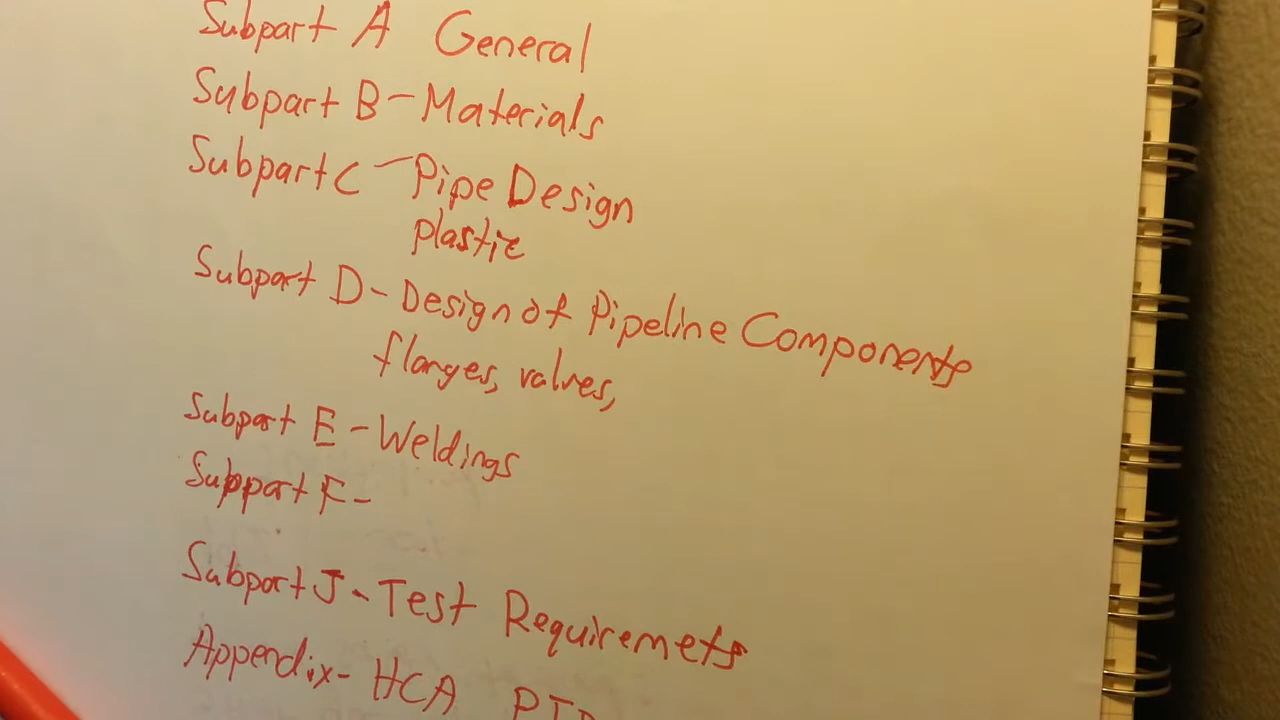 Subpart A General
Subpart B - Materials
Subpart C - Pipe Design
plastic
Subpart D - Design of Pipeline Components
flanges, valves,
Subpart E - Weldings
Suppart F -
Subpart J - Test Requiremets
Appendix - HCA